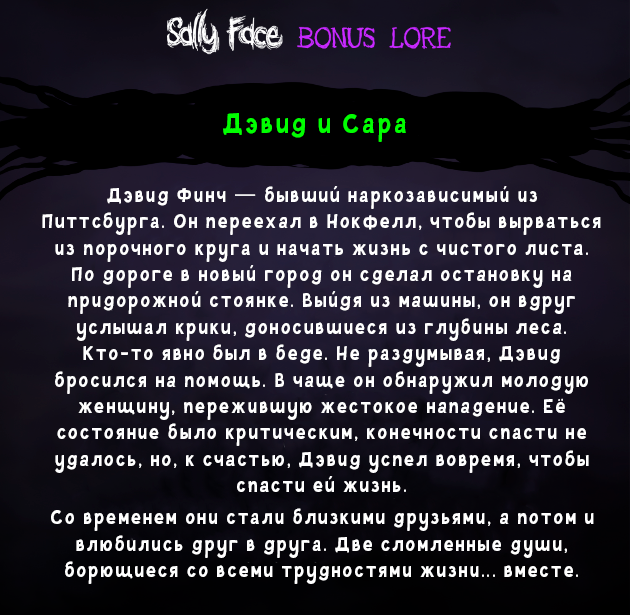 Sally Face BONUS LORE
Дэвид и Сара
Дэвид Финч — бывший наркозависимый из
Питтсбурга. Он переехал в Нокфелл, чтобы вырваться
из порочного круга и начать жизнь с чистого листа.
По дороге в новый город он сделал остановку на
придорожной стоянке. Выйдя из машины, он вдруг
услышал крики, доносившиеся из глубины леса.
Кто-то явно был в беде. Не раздумывая, Дэвид
бросился на помощь. В чаще он обнаружил молодую
женщину, пережившую жестокое нападение. Её
состояние было критическим, конечности спасти не
удалось, но, к счастью, Дэвид успел вовремя, чтобы
спасти ей жизнь.
Со временем они стали близкими друзьями, а потом и
влюбились друг в друга. Две сломленные души,
борющиеся со всеми трудностями жизни... вместе.